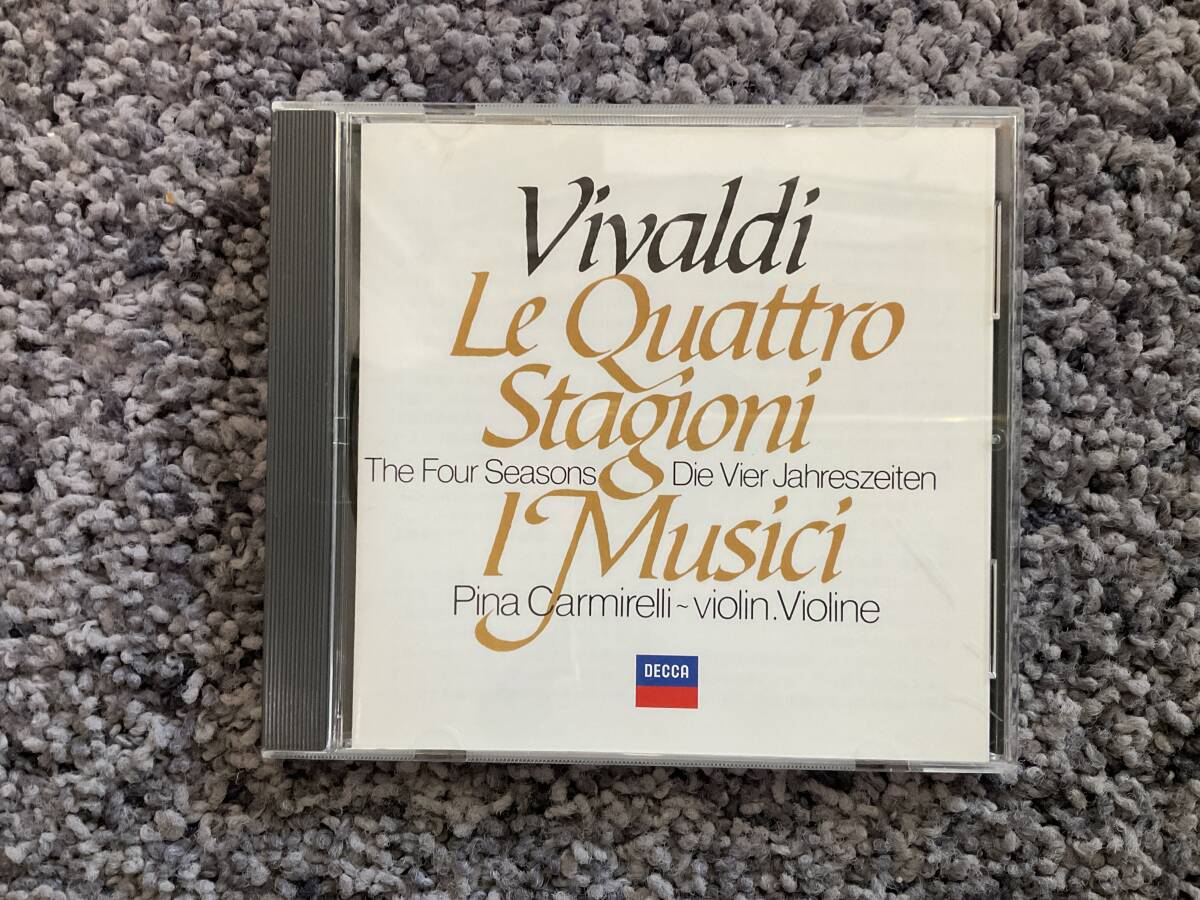 Vivaldi
Le Quattro
Stagioni
The Four Seasons Die Vier Jahreszeiten
I Musici
Pina Carmirelli ~ violin.Violine
DECCA